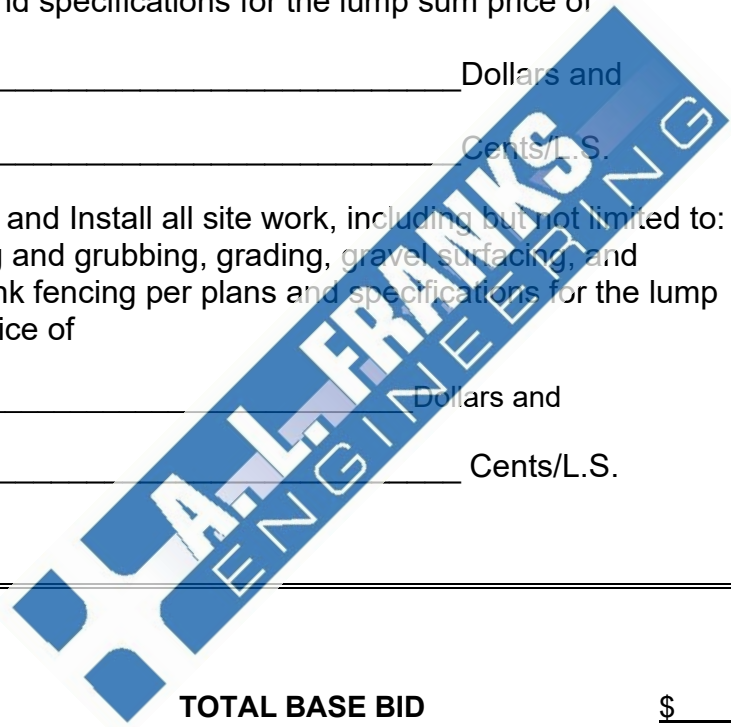 nd specifications for the lump sum price of
Dollars and
Cents/L.S.
and Install all site work, including but not limited to:
g and grubbing, grading, gravel surfacing, and
nk fencing per plans and specifications for the lump
ice of
Dollars and
Cents/L.S.
A. L. FRANKS
ENGINEERING
TOTAL BASE BID $